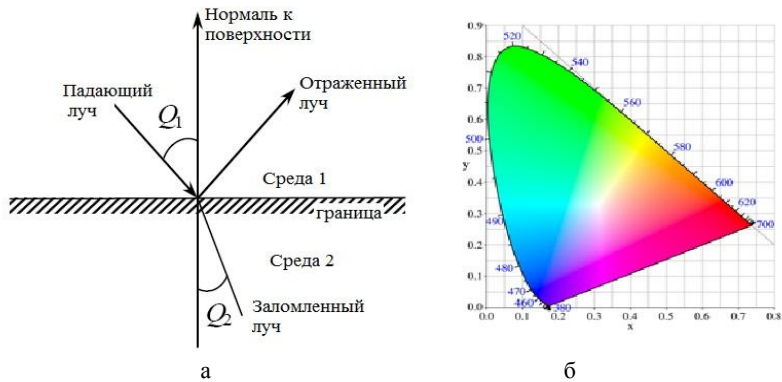 Нормаль к
поверхности
Отраженный
луч
Падающий
луч
Q1
Среда 1
граница
Среда 2
Заломленный
луч
Q2
а
0.9
0.8
0.7
0.6
0.5
y
0.4
0.3
0.2
0.1
0.0
0.0 0.1 0.2 0.3 0.4 0.5 0.6 0.7 0.8
x
520
540
560
580
600
620
700
500
490
480
470
460
380
б